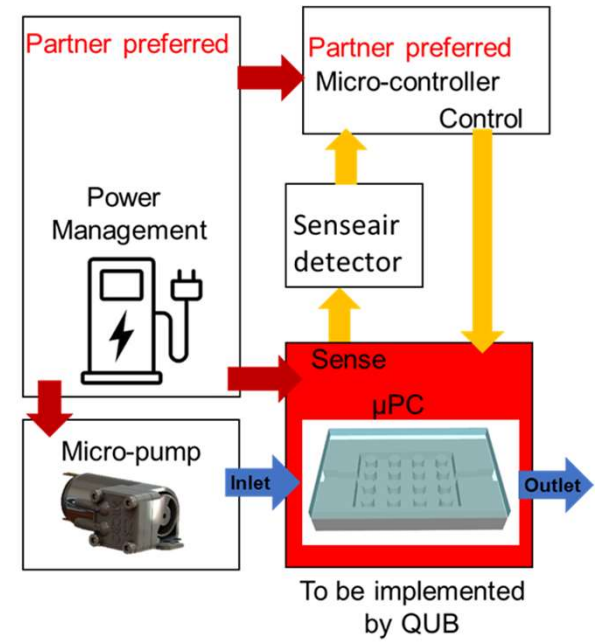 Partner preferred
Power
Management
Partner preferred
Micro-controller
Control
Senseair
detector
Sense
µPC
Micro-pump
Inlet
Outlet
To be implemented
by QUB